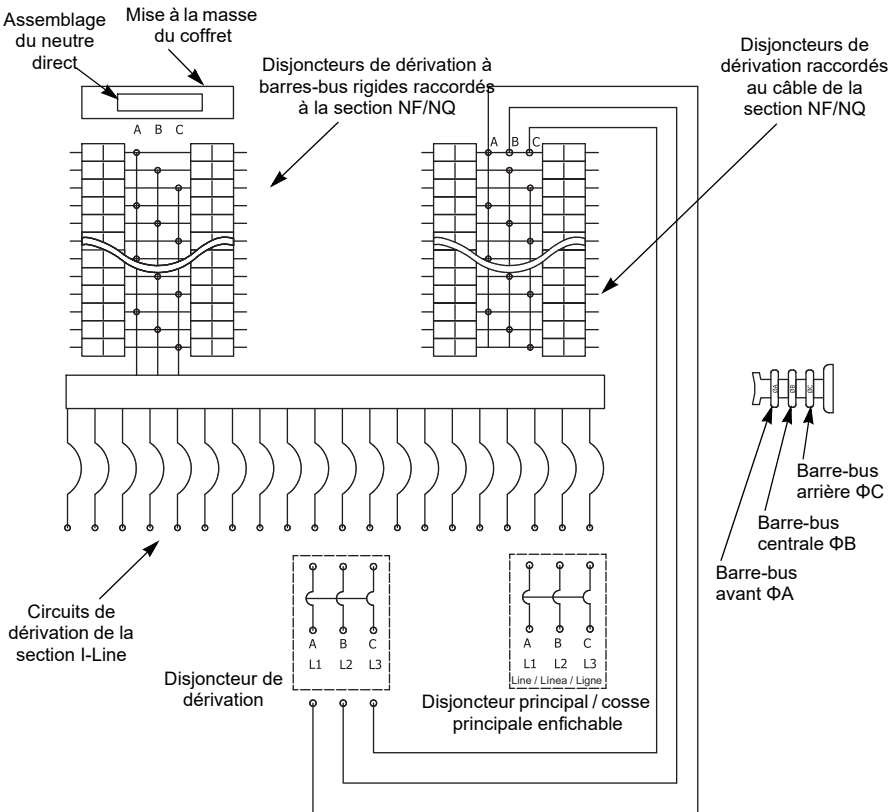 Assemblage
du neutre
direct
Mise à la masse
du coffret
Disjoncteurs de dérivation à
barres-bus rigides raccordés
à la section NF/NQ
Disjoncteurs de
dérivation raccordés
au câble de la
section NF/NQ
A B C
A B C
ØA ØB ØC
Barre-bus
arrière ΦC
Barre-bus
centrale ΦB
Barre-bus
avant ΦA
Circuits de
dérivation de la
section I-Line
Disjoncteur de
dérivation
A B C
L1 L2 L3
A B C
L1 L2 L3
Line / Línea / Ligne
Disjoncteur principal / cosse
principale enfichable